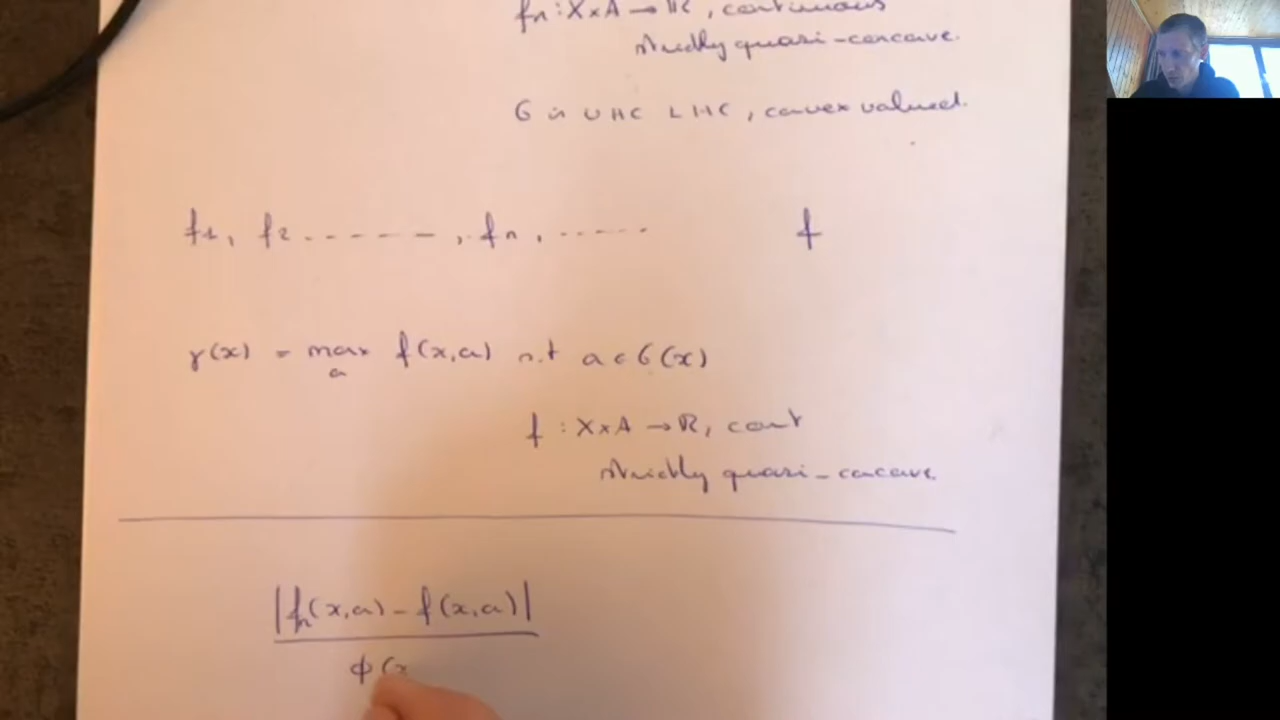 fn : X×A → ℝ, continuous
strictly quasi-concave.
G is UHC LHC, convex valued.
f1, f2 ------, fn, ----- f
γ(x) = max f(x,a) s.t a ∈ G(x)
a
f : X×A → ℝ, cont
strictly quasi-concave.
|fn(x,a) - f(x,a)|
ϕ(x